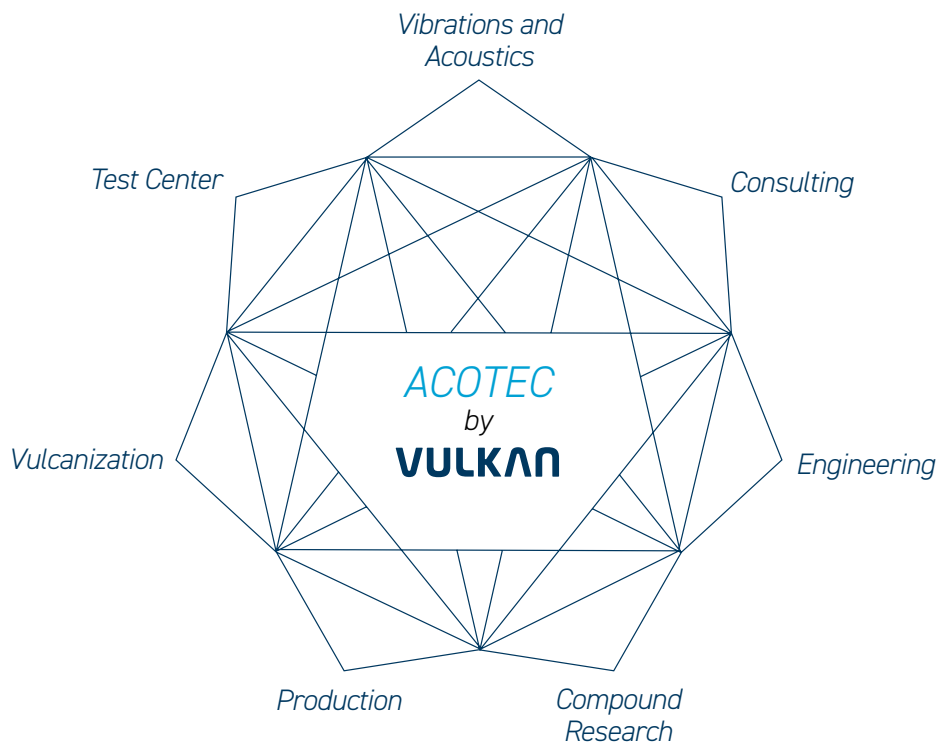 Vibrations and
Acoustics
Test Center
Consulting
ACOTEC
by
VULKAN
Vulcanization
Engineering
Production
Compound
Research